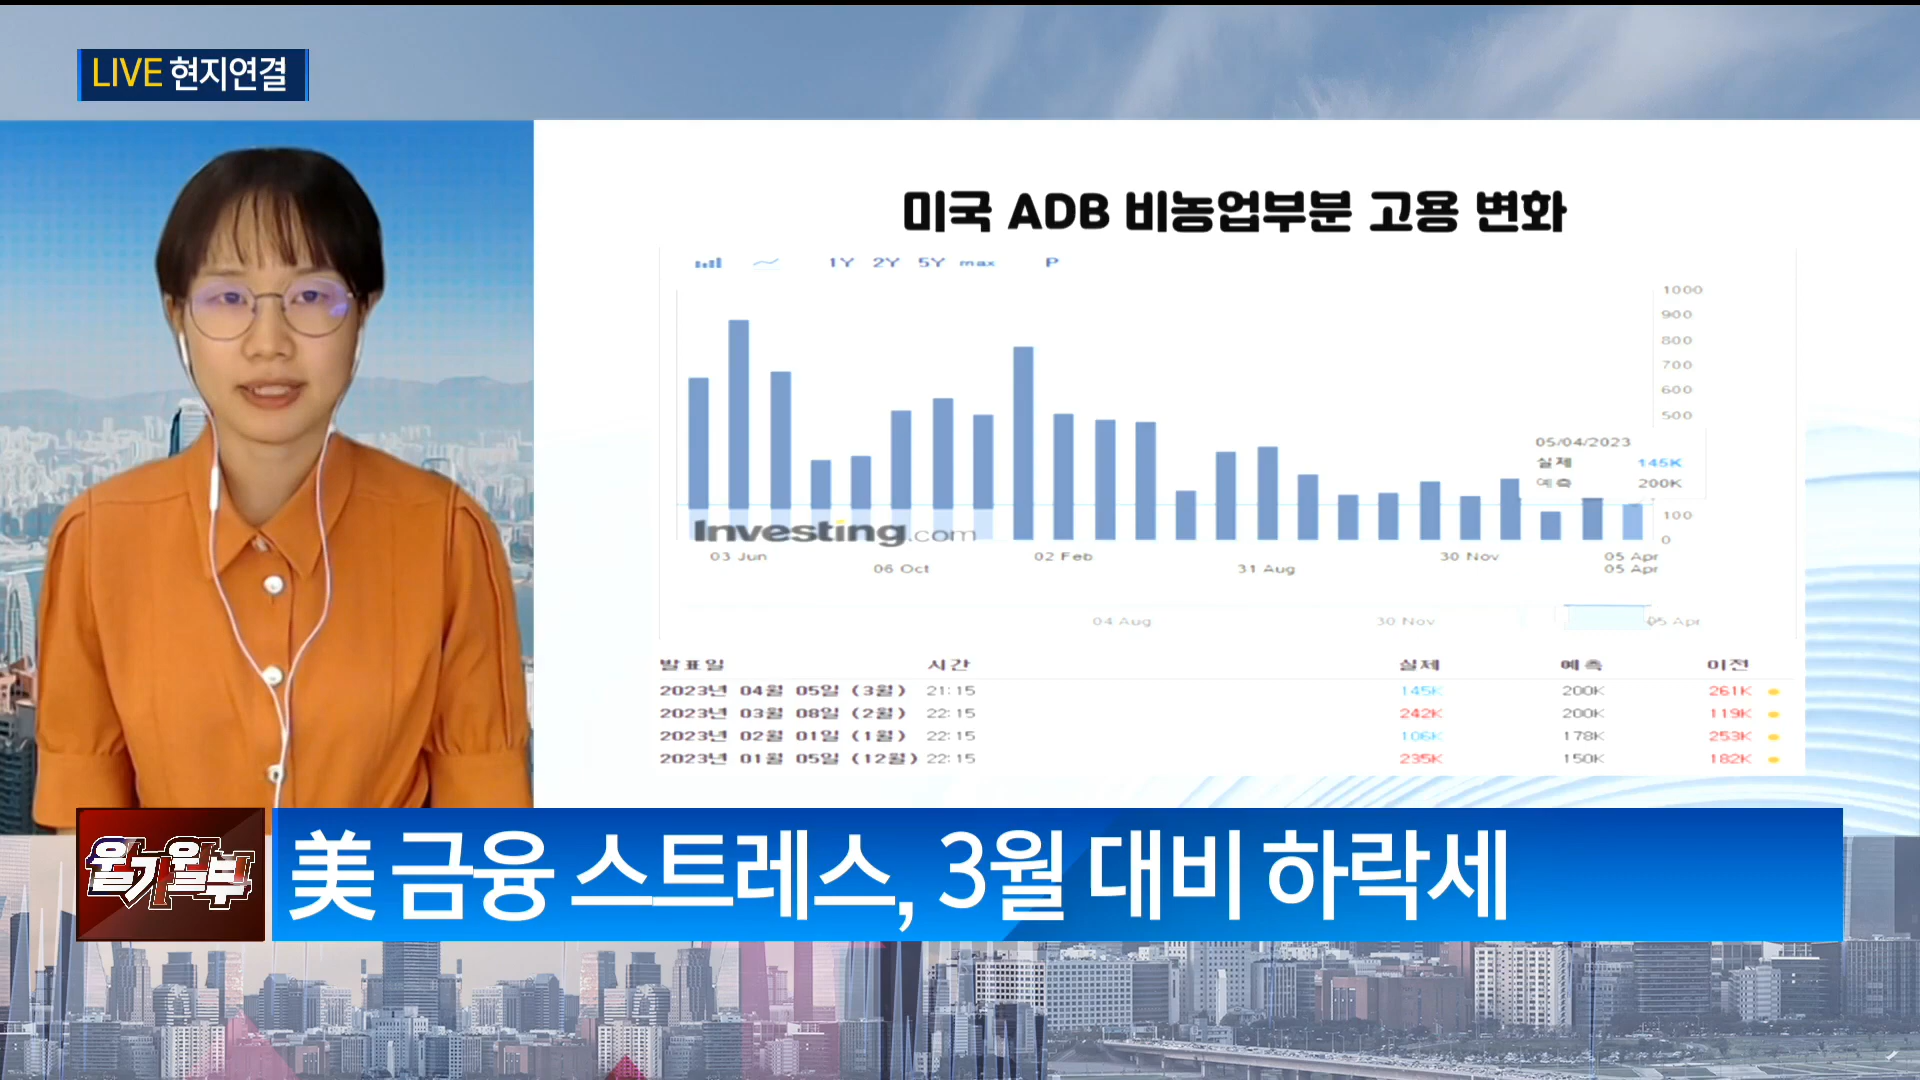 LIVE 현지연결
미국 ADB 비농업부분 고용 변화
1Y 2Y 5Y max P
1000
900
800
700
600
500
05/04/2023
실제 145K
예측 200K
100
0
Investing.com
03 Jun 02 Feb 30 Nov 05 Apr
06 Oct 31 Aug 05 Apr
04 Aug 30 Nov 05 Apr
발표일 시간 실제 예측 이전
2023년 04월 05일 (3월) 21:15 145K 200K 261K
2023년 03월 08일 (2월) 22:15 242K 200K 119K
2023년 02월 01일 (1월) 22:15 106K 178K 253K
2023년 01월 05일 (12월) 22:15 235K 150K 182K
월가월부
美 금융 스트레스, 3월 대비 하락세